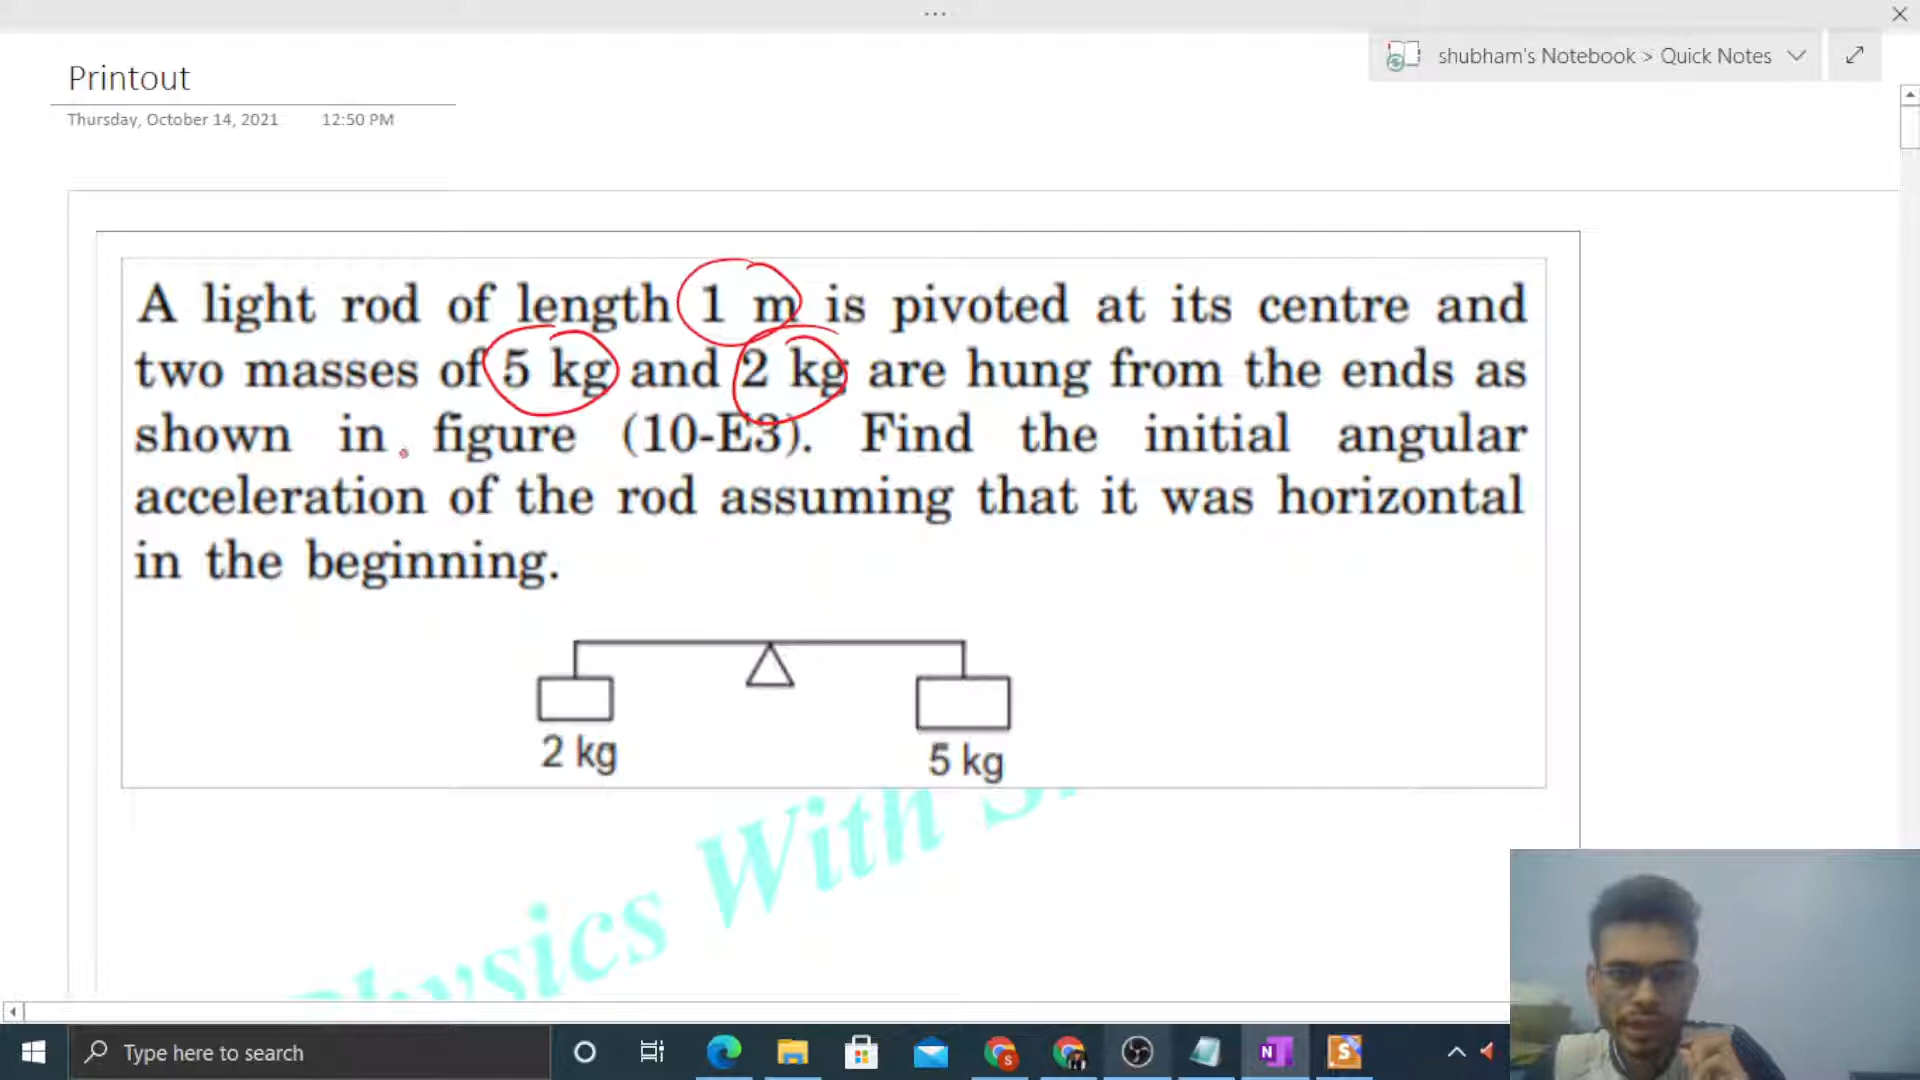 ...
shubham's Notebook > Quick Notes
Printout
Thursday, October 14, 2021 12:50 PM
A light rod of length 1 m is pivoted at its centre and
two masses of 5 kg and 2 kg are hung from the ends as
shown in figure (10-E3). Find the initial angular
acceleration of the rod assuming that it was horizontal
in the beginning.
2 kg
5 kg
Physics With
Type here to search
S
N
S